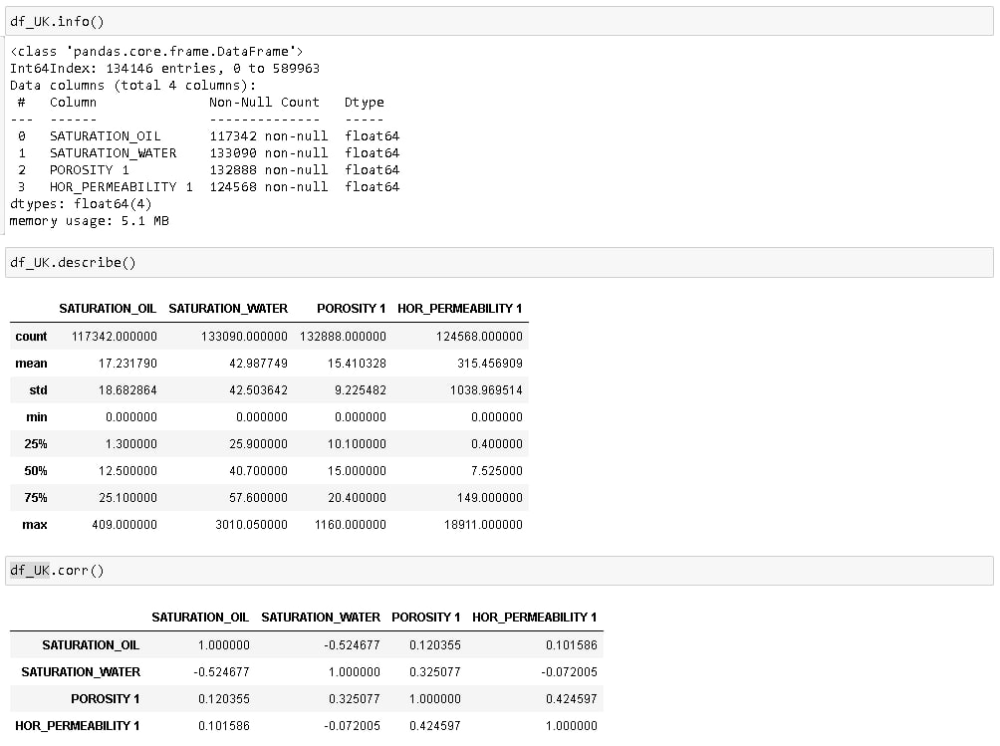 df_UK.info()
<class 'pandas.core.frame.DataFrame'>
Int64Index: 134146 entries, 0 to 589963
Data columns (total 4 columns):
#   Column              Non-Null Count   Dtype
---  ------              --------------   -----
0   SATURATION_OIL      117342 non-null  float64
1   SATURATION_WATER    133090 non-null  float64
2   POROSITY 1          132888 non-null  float64
3   HOR_PERMEABILITY 1  124568 non-null  float64
dtypes: float64(4)
memory usage: 5.1 MB
df_UK.describe()
SATURATION_OIL SATURATION_WATER POROSITY 1 HOR_PERMEABILITY 1
count 117342.000000 133090.000000 132888.000000 124568.000000
mean 17.231790 42.987749 15.410328 315.456909
std 18.682864 42.503642 9.225482 1038.969514
min 0.000000 0.000000 0.000000 0.000000
25% 1.300000 25.900000 10.100000 0.400000
50% 12.500000 40.700000 15.000000 7.525000
75% 25.100000 57.600000 20.400000 149.000000
max 409.000000 3010.050000 1160.000000 18911.000000
df_UK.corr()
SATURATION_OIL SATURATION_WATER POROSITY 1 HOR_PERMEABILITY 1
SATURATION_OIL 1.000000 -0.524677 0.120355 0.101586
SATURATION_WATER -0.524677 1.000000 0.325077 -0.072005
POROSITY 1 0.120355 0.325077 1.000000 0.424597
HOR_PERMEABILITY 1 0.101586 -0.072005 0.424597 1.000000